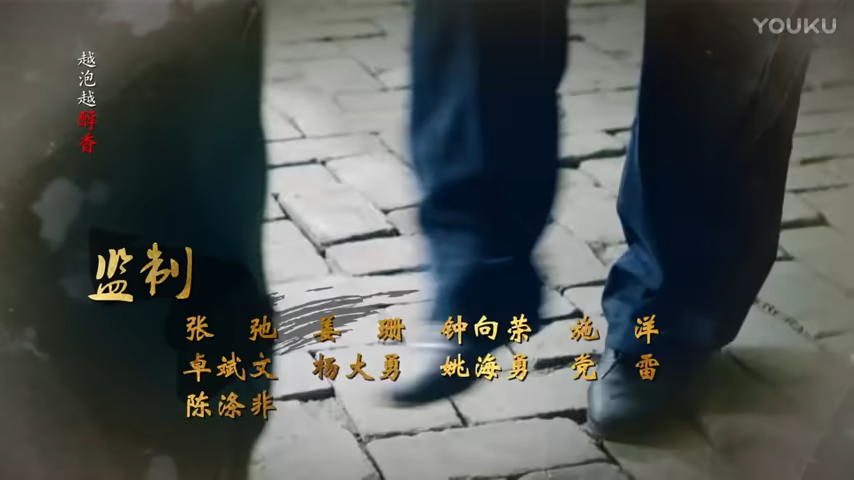 YOUKU
越泡越醇香
监制
张弛 姜珊 钟向荣 施洋
卓斌文 杨大勇 姚海勇 党雷
陈涤非